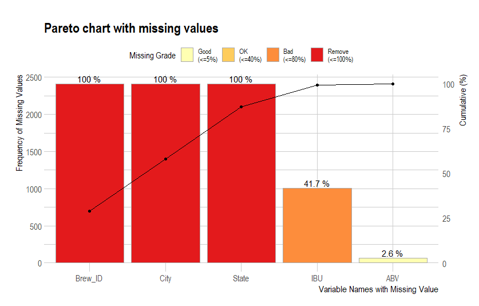 Pareto chart with missing values
Missing Grade
Good
(<=5%)
OK
(<=40%)
Bad
(<=80%)
Remove
(<=100%)
Frequency of Missing Values
2500
2000
1500
1000
500
0
100 %
100 %
100 %
41.7 %
2.6 %
100
75
50
25
0
Cumulative (%)
Brew_ID
City
State
IBU
ABV
Variable Names with Missing Value